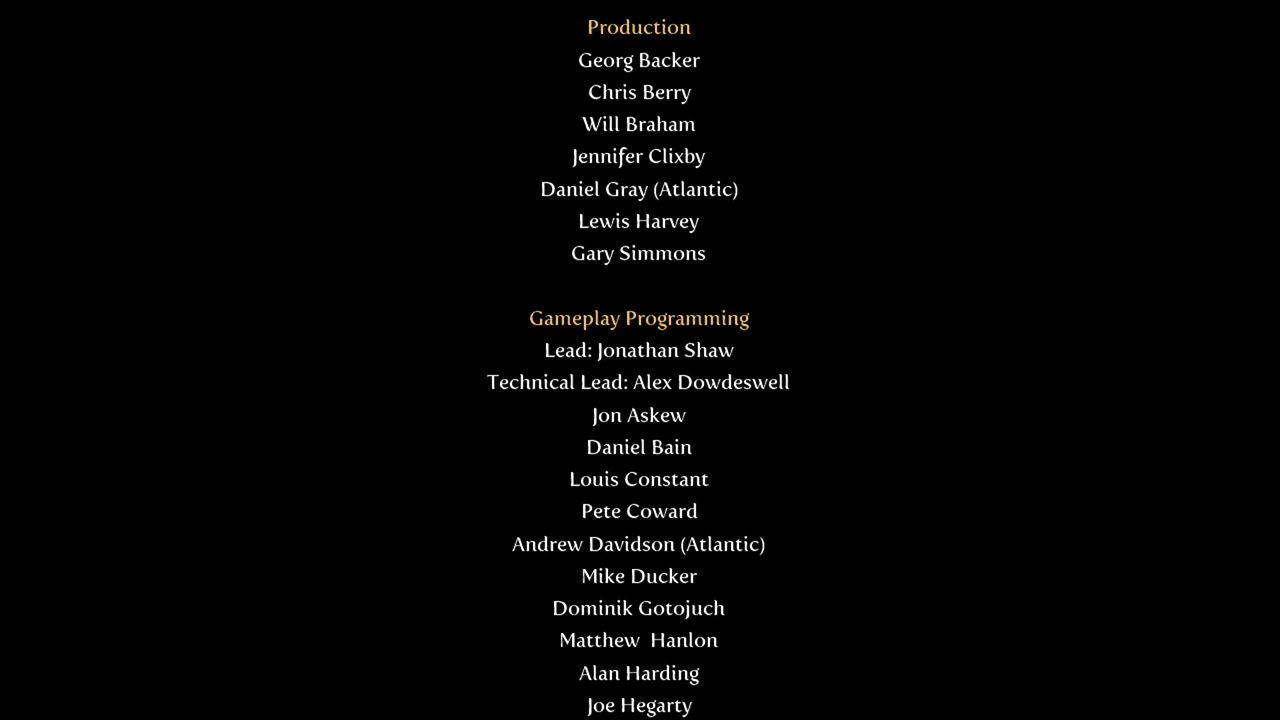 Production
Georg Backer
Chris Berry
Will Braham
Jennifer Clixby
Daniel Gray (Atlantic)
Lewis Harvey
Gary Simmons
Gameplay Programming
Lead: Jonathan Shaw
Technical Lead: Alex Dowdeswell
Jon Askew
Daniel Bain
Louis Constant
Pete Coward
Andrew Davidson (Atlantic)
Mike Ducker
Dominik Gotojuch
Matthew  Hanlon
Alan Harding
Joe Hegarty